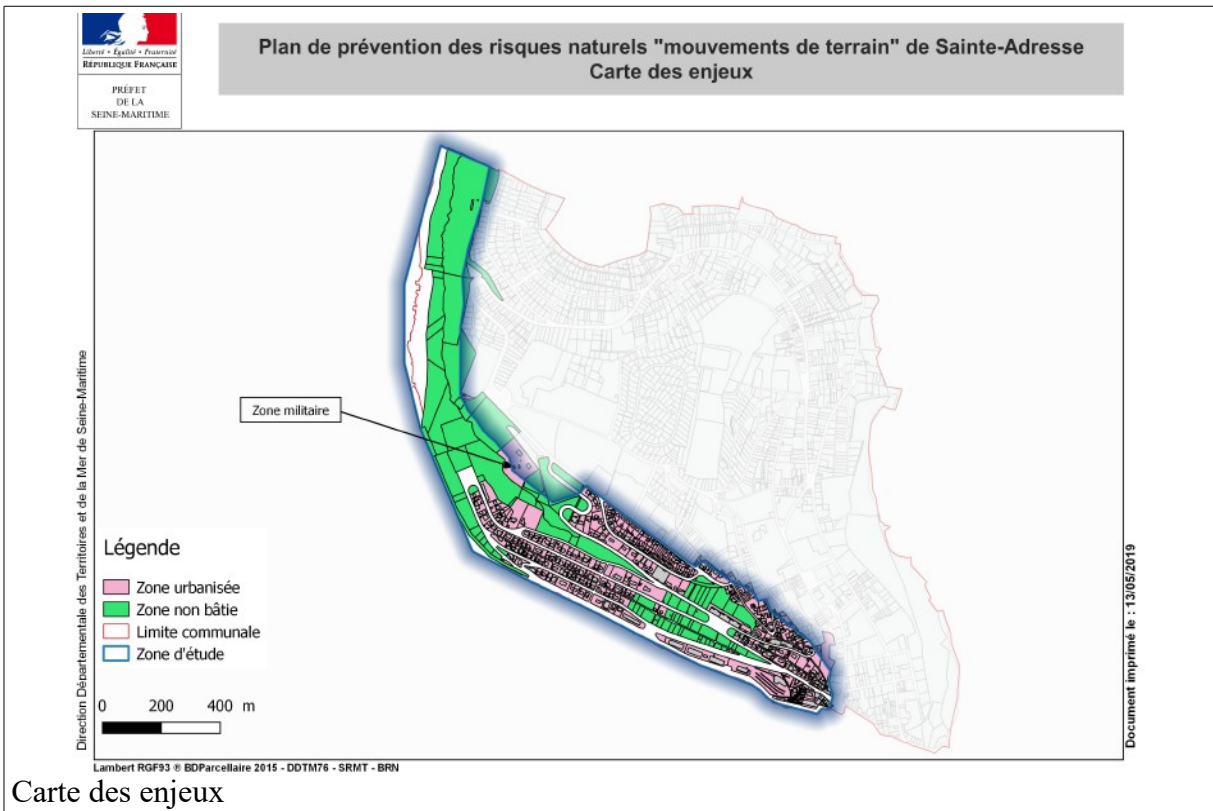 Liberté • Égalité • Fraternité
RÉPUBLIQUE FRANÇAISE
PRÉFET
DE LA
SEINE-MARITIME
Plan de prévention des risques naturels "mouvements de terrain" de Sainte-Adresse
Carte des enjeux
Direction Départementale des Territoires et de la Mer de Seine-Maritime
Zone militaire
Légende
Zone urbanisée
Zone non bâtie
Limite communale
Zone d'étude
0 200 400 m
Document imprimé le : 13/05/2019
Lambert RGF93 ® BDParcellaire 2015 - DDTM76 - SRMT - BRN
Carte des enjeux